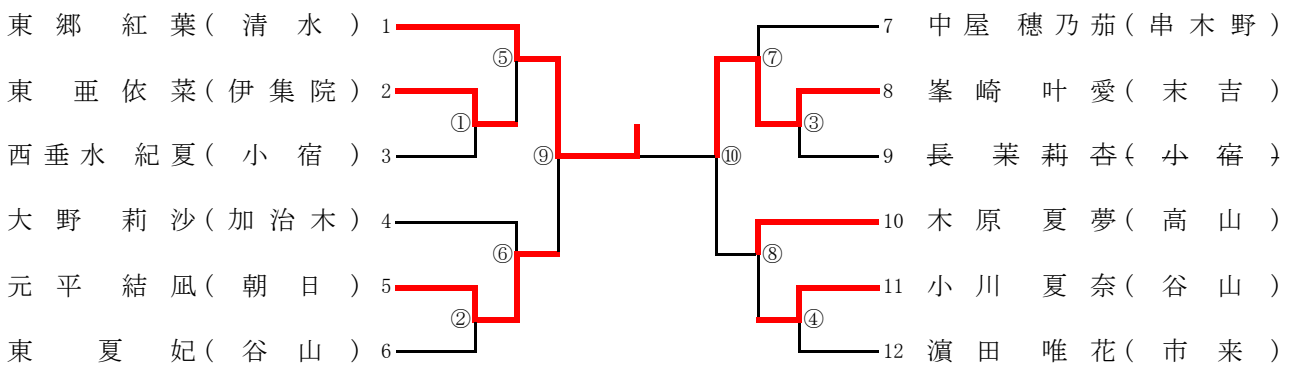 東郷 紅葉(清水) 1
東 亜依菜(伊集院) 2
西垂水 紀夏(小宿) 3
大野 莉沙(加治木) 4
元平 結凪(朝日) 5
東 夏妃(谷山) 6
① ② ⑤ ⑥ ⑨
⑩ ⑦ ⑧ ③ ④
7 中屋 穂乃茄(串木野)
8 峯崎 叶愛(末吉)
9 長 茉莉杏(小宿)
10 木原 夏夢(高山)
11 小川 夏奈(谷山)
12 濵田 唯花(市来)